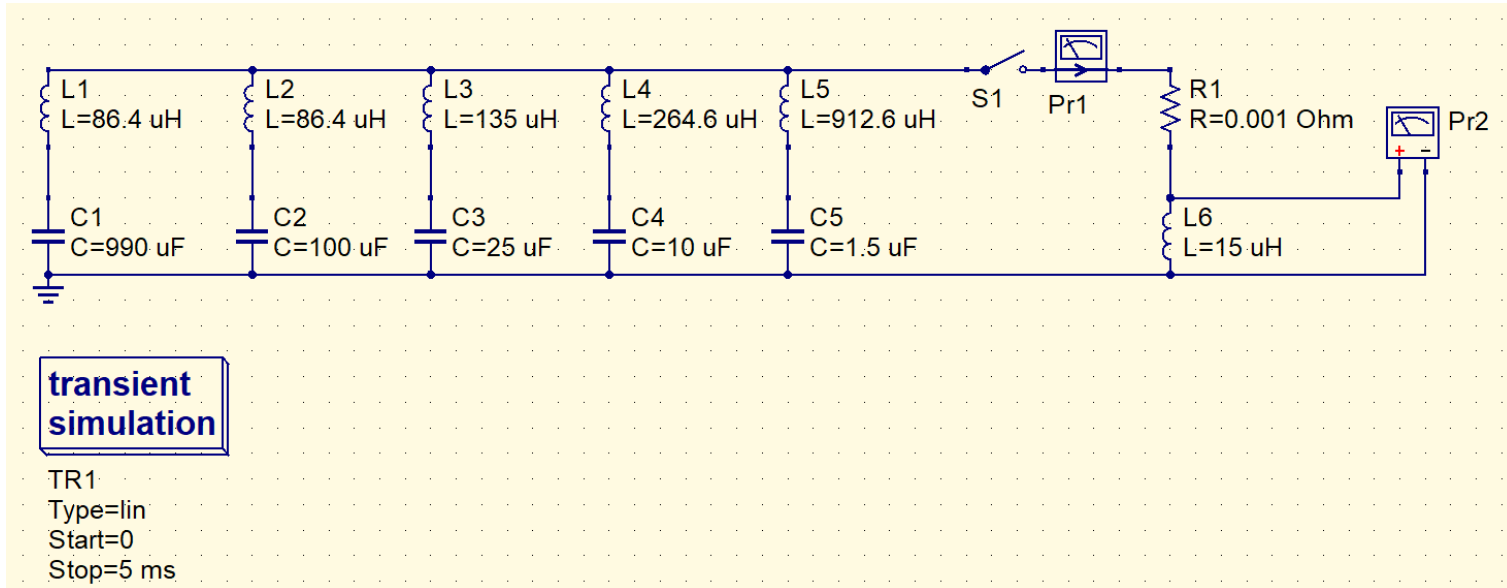 L1
L=86.4 uH
L2
L=86.4 uH
L3
L=135 uH
L4
L=264.6 uH
L5
L=912.6 uH
S1
Pr1
R1
R=0.001 Ohm
+ −
Pr2
C1
C=990 uF
C2
C=100 uF
C3
C=25 uF
C4
C=10 uF
C5
C=1.5 uF
L6
L=15 uH
transient
simulation
TR1
Type=lin
Start=0
Stop=5 ms